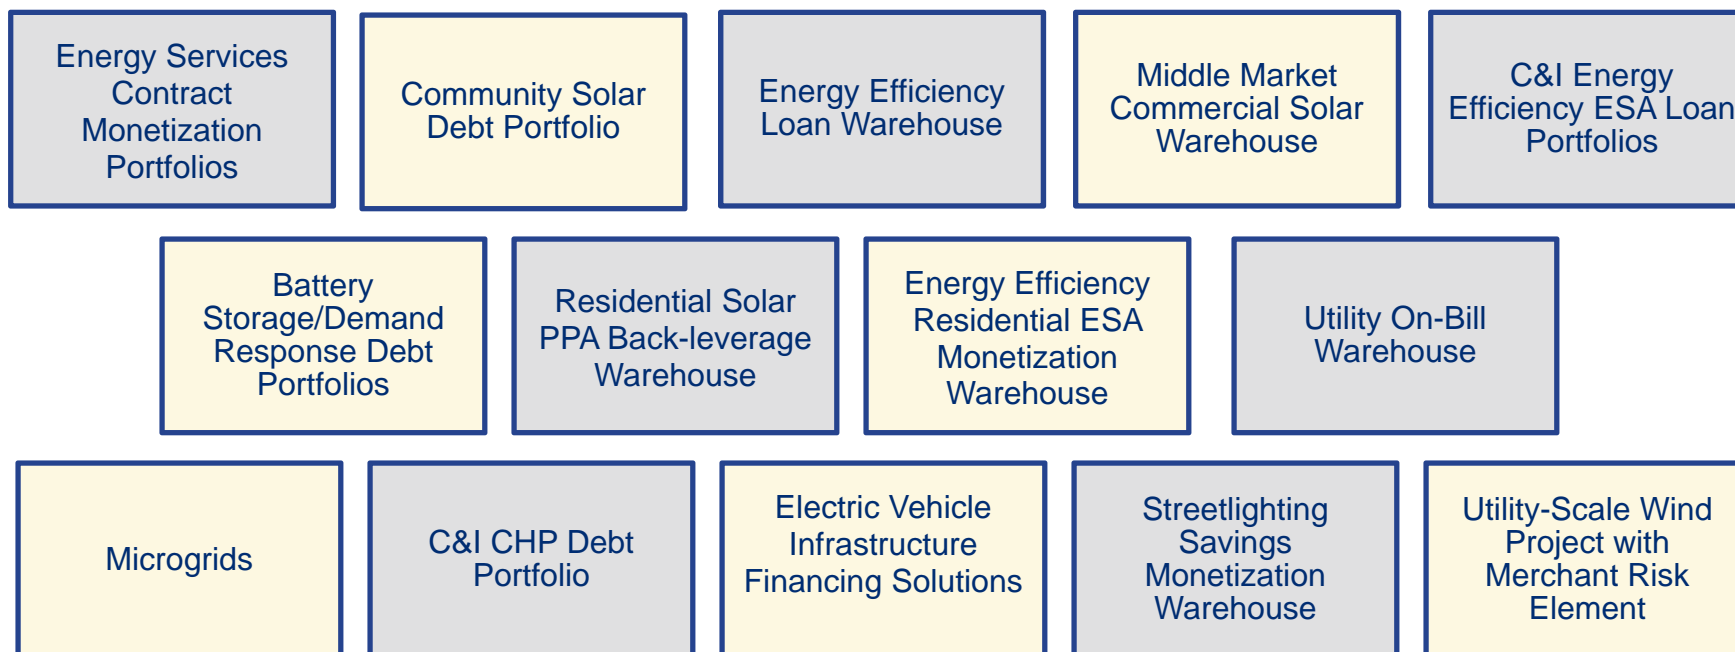 Energy Services
Contract
Monetization
Portfolios
Community Solar
Debt Portfolio
Energy Efficiency
Loan Warehouse
Middle Market
Commercial Solar
Warehouse
C&I Energy
Efficiency ESA Loan
Portfolios
Battery
Storage/Demand
Response Debt
Portfolios
Residential Solar
PPA Back-leverage
Warehouse
Energy Efficiency
Residential ESA
Monetization
Warehouse
Utility On-Bill
Warehouse
Microgrids
C&I CHP Debt
Portfolio
Electric Vehicle
Infrastructure
Financing Solutions
Streetlighting
Savings
Monetization
Warehouse
Utility-Scale Wind
Project with
Merchant Risk
Element